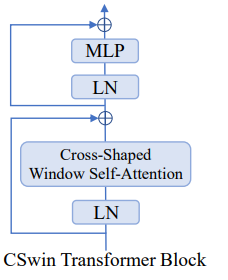 MLP
LN
Cross-Shaped
Window Self-Attention
LN
CSwin Transformer Block